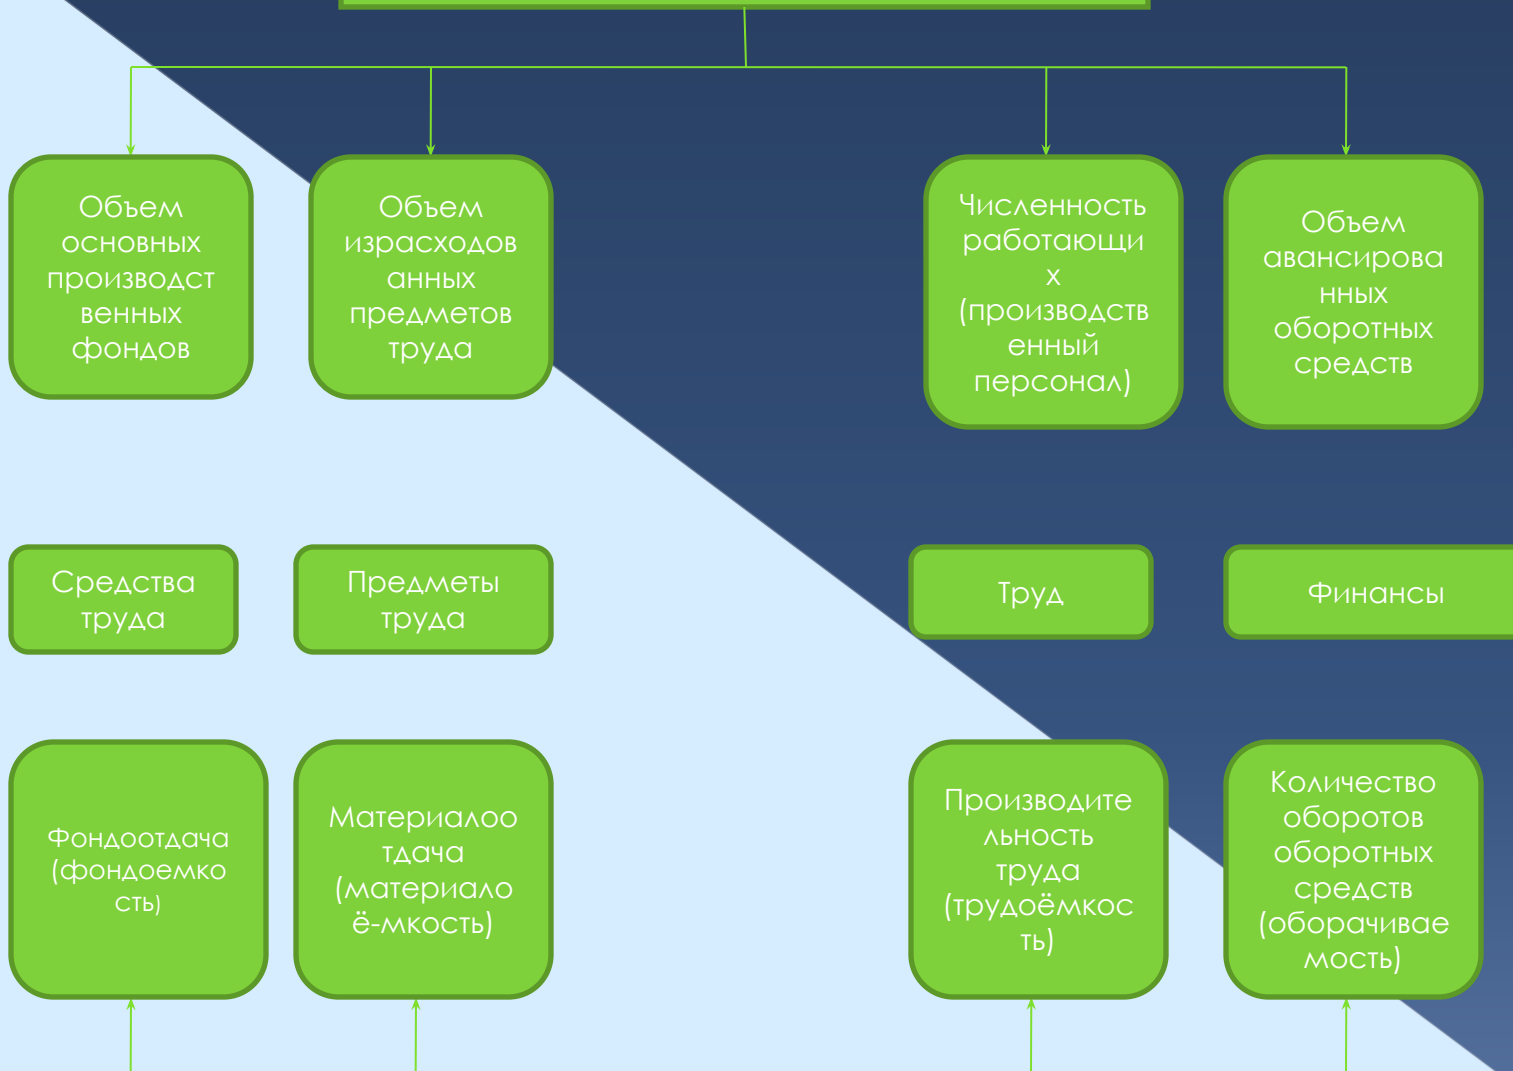 Объем
основных
производст
венных
фондов
Объем
израсходов
анных
предметов
труда
Численность
работающи
х
(производств
енный
персонал)
Объем
авансирова
нных
оборотных
средств
Средства
труда
Предметы
труда
Труд
Финансы
Фондоотдача
(фондоемко
сть)
Материалоо
тдача
(материало
ё-мкость)
Производите
льность
труда
(трудоёмкос
ть)
Количество
оборотов
оборотных
средств
(оборачивае
мость)